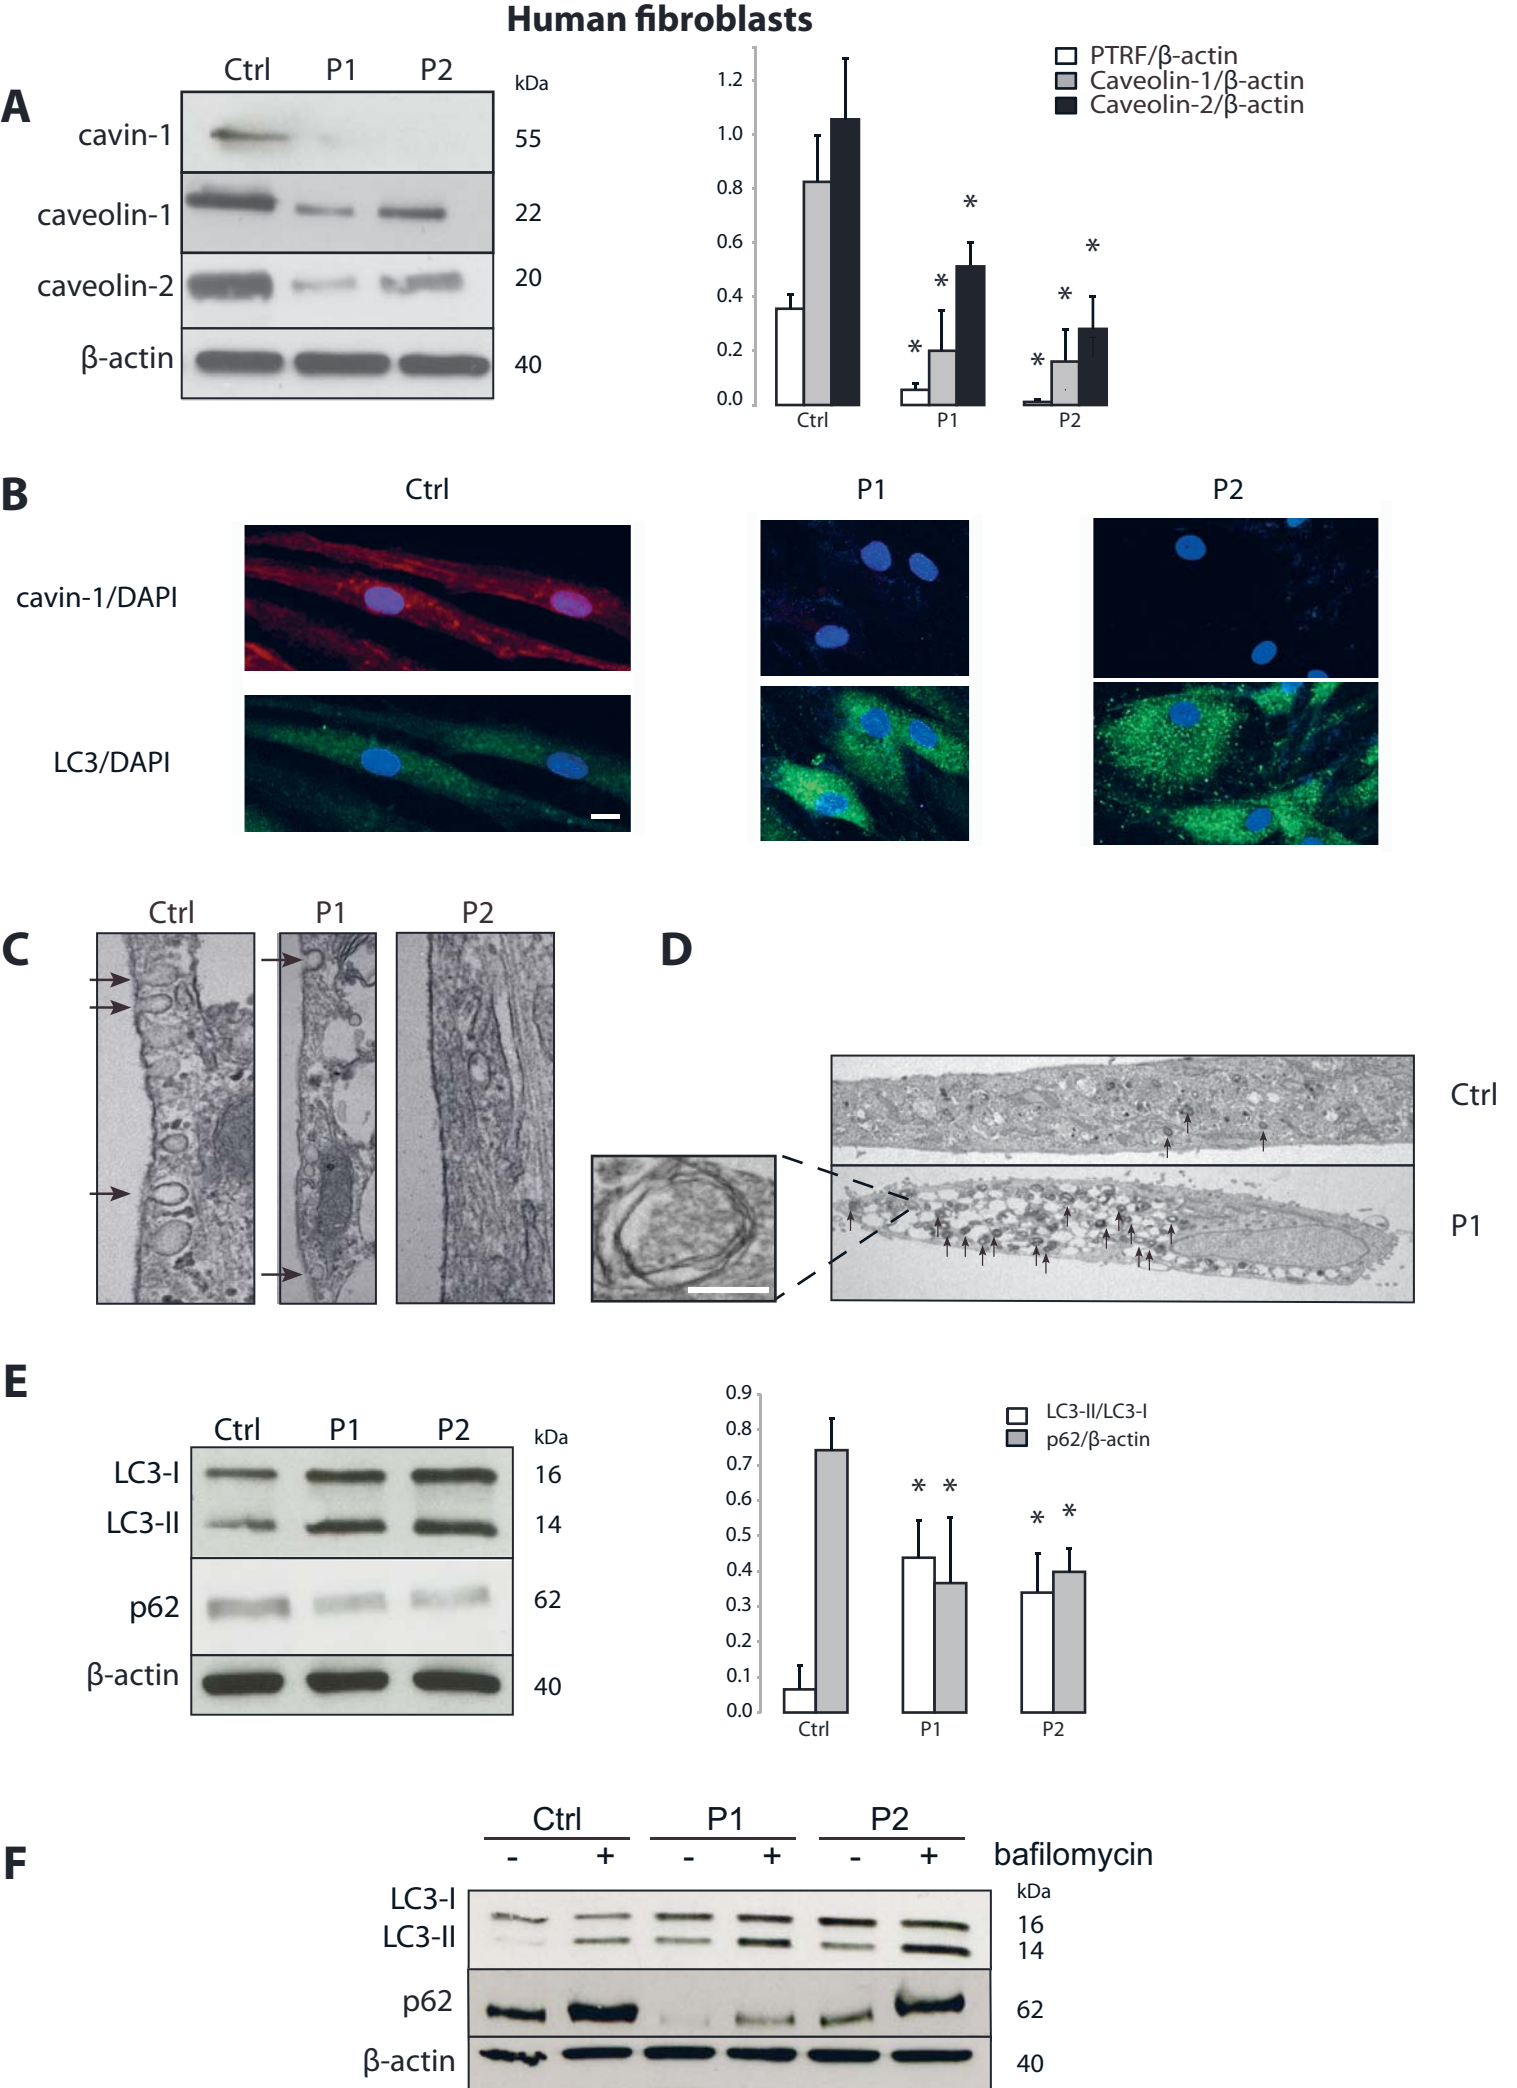 Human fibroblasts
A
Ctrl P1 P2
kDa
cavin-1 55
caveolin-1 22
caveolin-2 20
β-actin 40
PTRF/β-actin
Caveolin-1/β-actin
Caveolin-2/β-actin
1.2
1.0
0.8
0.6
0.4
0.2
0.0
* * *
* * *
Ctrl P1 P2
B
Ctrl P1 P2
cavin-1/DAPI
LC3/DAPI
C
Ctrl P1 P2
D
Ctrl
P1
E
Ctrl P1 P2
kDa
LC3-I 16
LC3-II 14
p62 62
β-actin 40
LC3-II/LC3-I
p62/β-actin
0.9
0.8
0.7
0.6
0.5
0.4
0.3
0.2
0.1
0.0
* *
* *
Ctrl P1 P2
F
Ctrl P1 P2
- + - + - + bafilomycin
kDa
LC3-I 16
LC3-II 14
p62 62
β-actin 40